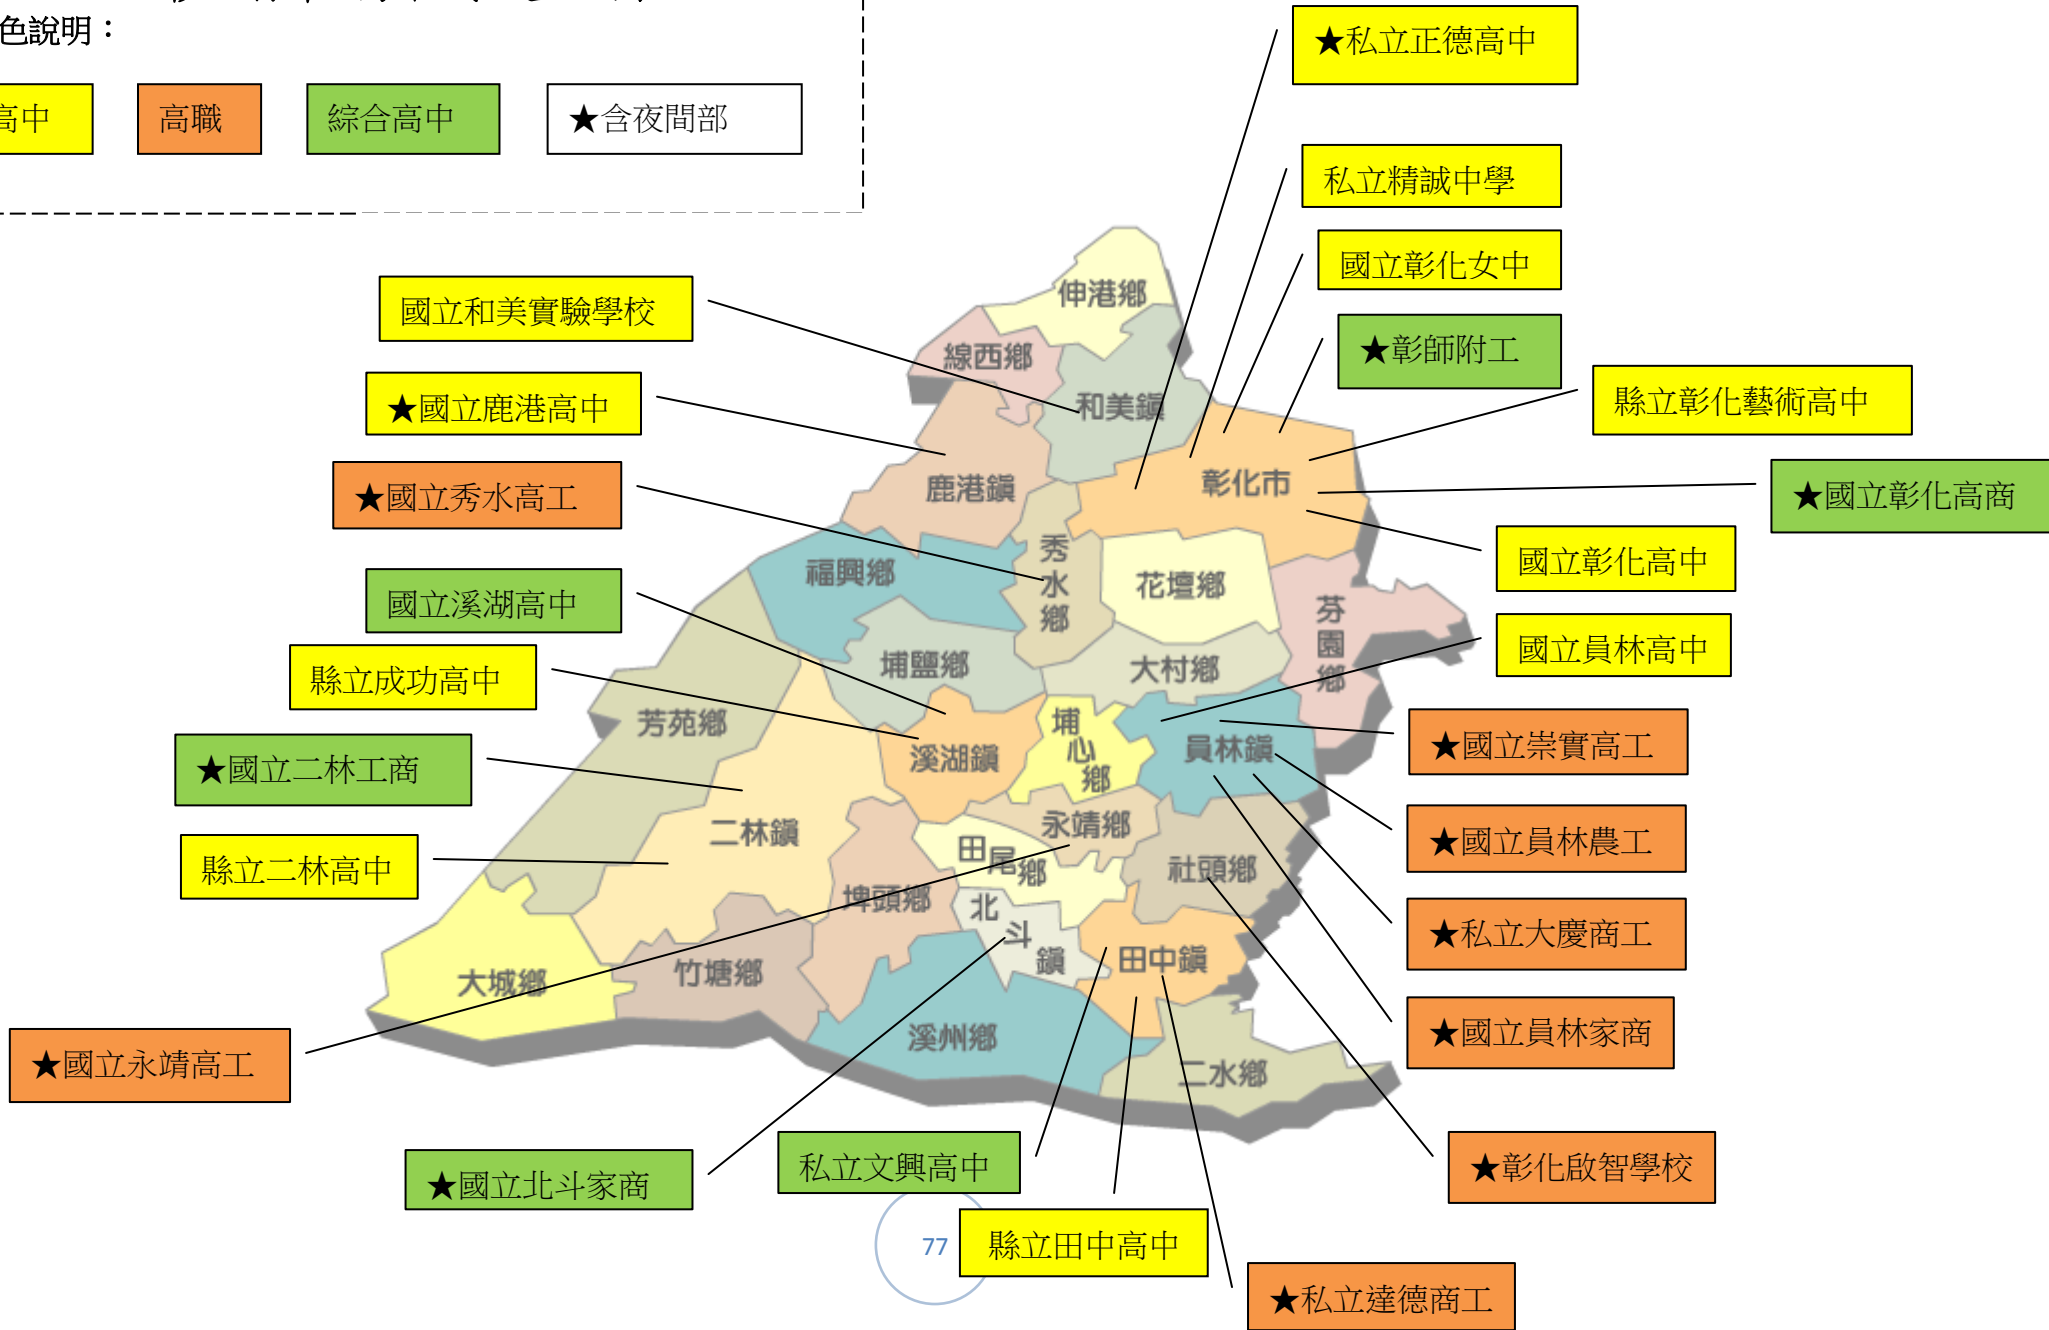 色說明：
高中
高職
綜合高中
★含夜間部
★私立正德高中
私立精誠中學
國立彰化女中
★彰師附工
縣立彰化藝術高中
★國立彰化高商
國立彰化高中
國立員林高中
★國立崇實高工
★國立員林農工
★私立大慶商工
★國立員林家商
★彰化啟智學校
★私立達德商工
縣立田中高中
私立文興高中
★國立北斗家商
★國立永靖高工
縣立二林高中
★國立二林工商
縣立成功高中
國立溪湖高中
★國立秀水高工
★國立鹿港高中
國立和美實驗學校
伸港鄉
線西鄉
和美鎮
鹿港鎮
彰化市
福興鄉
秀水鄉
花壇鄉
芬園鄉
埔鹽鄉
大村鄉
芳苑鄉
溪湖鎮
埔心鄉
員林鎮
二林鎮
永靖鄉
田尾鄉
社頭鄉
埤頭鄉
北斗鎮
田中鎮
大城鄉
竹塘鄉
溪州鄉
二水鄉
77